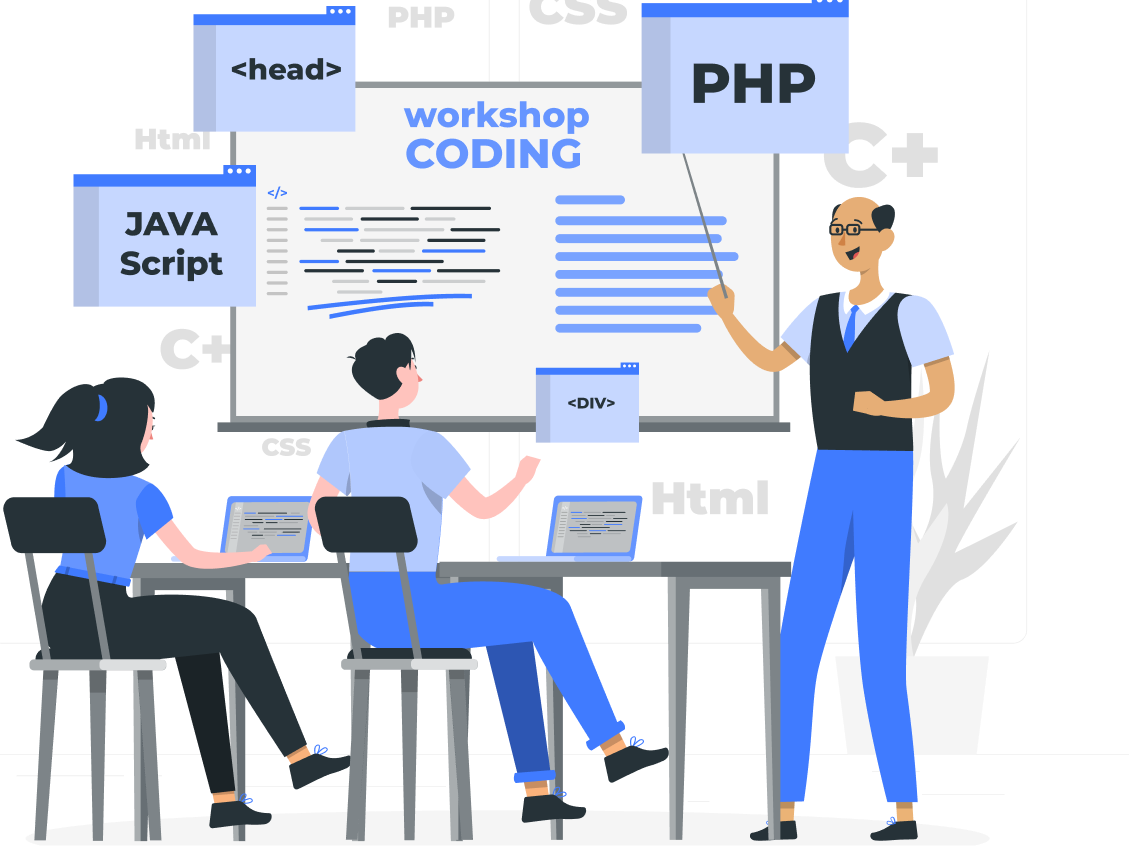 PHP
CSS
<head>
PHP
workshop
CODING
Html
C+
</>
JAVA
Script
C+
<DIV>
CSS
Html